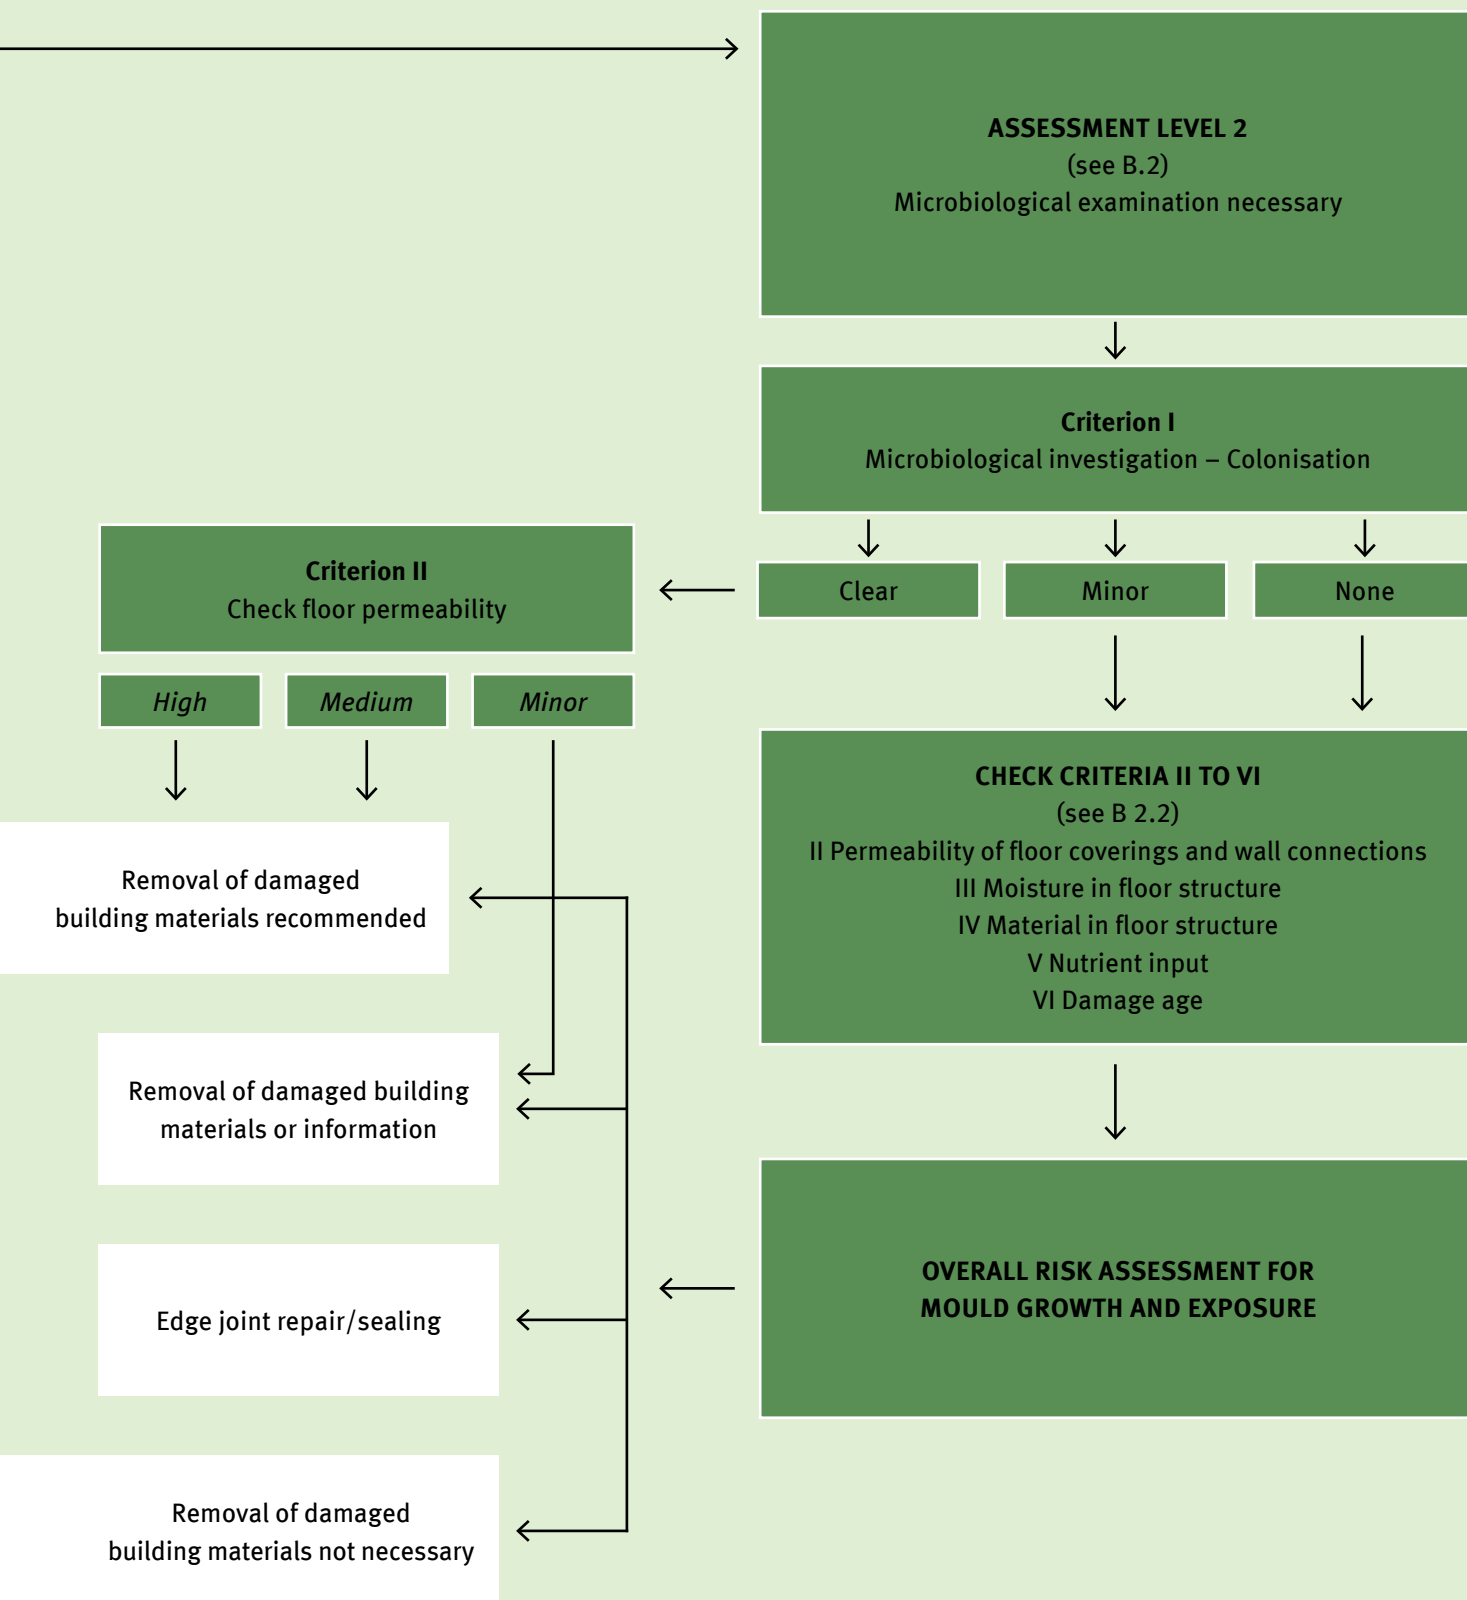 ASSESSMENT LEVEL 2
(see B.2)
Microbiological examination necessary
Criterion I
Microbiological investigation – Colonisation
Clear
Minor
None
Criterion II
Check floor permeability
High
Medium
Minor
CHECK CRITERIA II TO VI
(see B 2.2)
II Permeability of floor coverings and wall connections
III Moisture in floor structure
IV Material in floor structure
V Nutrient input
VI Damage age
Removal of damaged
building materials recommended
Removal of damaged building
materials or information
OVERALL RISK ASSESSMENT FOR
MOULD GROWTH AND EXPOSURE
Edge joint repair/sealing
Removal of damaged
building materials not necessary